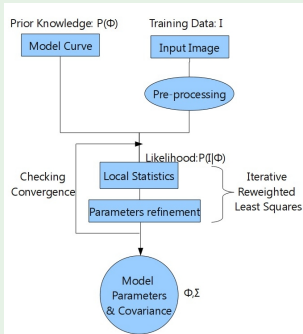 Prior Knowledge: P(Φ)
Training Data: I
Model Curve
Input Image
Pre-processing
Likelihood:P(I|Φ)
Checking
Convergence
Local Statistics
Parameters refinement
Iterative
Reweighted
Least Squares
Model
Parameters
& Covariance
Φ,Σ